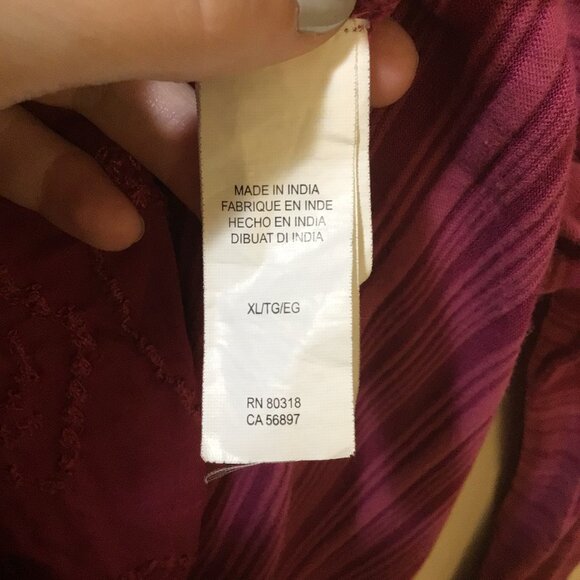 MADE IN INDIA
FABRIQUE EN INDE
HECHO EN INDIA
DIBUAT DI INDIA
XL/TG/EG
RN 80318
CA 56897